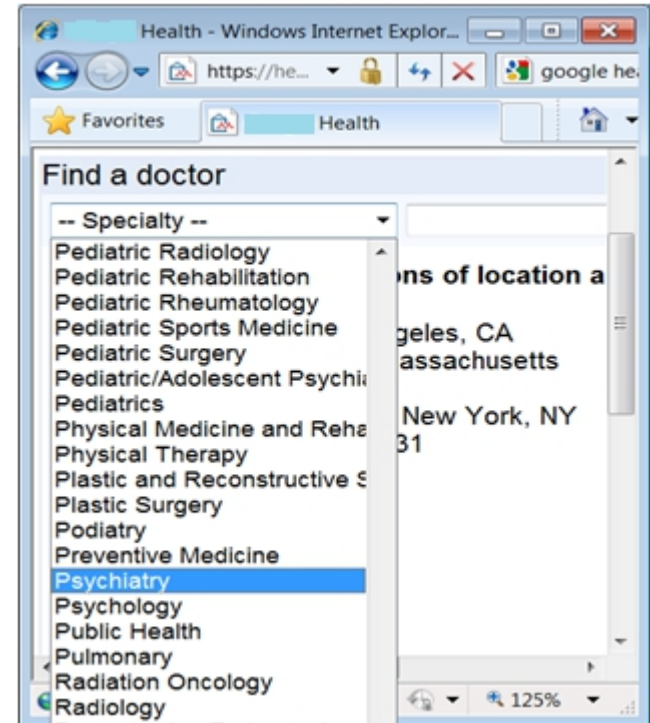 Health - Windows Internet Explor...
https://he...
google hea
Favorites
Health
Find a doctor
-- Specialty --
Pediatric Radiology
Pediatric Rehabilitation
ons of location a
Pediatric Rheumatology
Pediatric Sports Medicine
geles, CA
Pediatric Surgery
assachusetts
Pediatric/Adolescent Psychia
Pediatrics
Physical Medicine and Reha
New York, NY
Physical Therapy
31
Plastic and Reconstructive S
Plastic Surgery
Podiatry
Preventive Medicine
Psychiatry
Psychology
Public Health
Pulmonary
Radiation Oncology
Radiology
125%